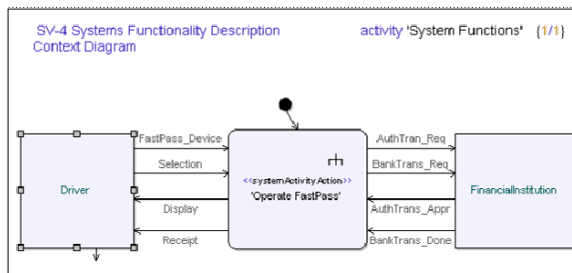 SV-4 Systems Functionality Description
Context Diagram
activity 'System Functions' {1/1}
FastPass_Device
Selection
Display
Receipt
Driver
<<systemActivityAction>>
'Operate FastPass'
AuthTran_Req
BankTrans_Req
AuthTrans_Appr
BankTrans_Done
FinancialInstitution